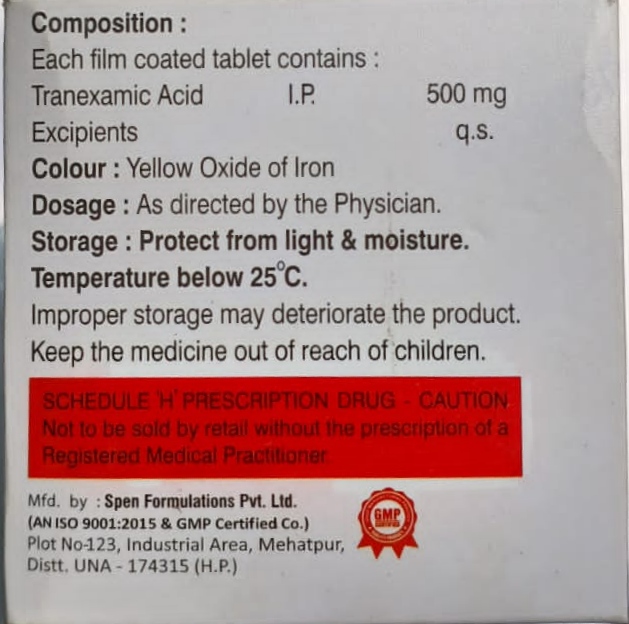 Composition :
Each film coated tablet contains :
Tranexamic Acid I.P. 500 mg
Excipients q.s.
Colour : Yellow Oxide of Iron
Dosage : As directed by the Physician.
Storage : Protect from light & moisture.
Temperature below 25°C.
Improper storage may deteriorate the product.
Keep the medicine out of reach of children.
SCHEDULE 'H' PRESCRIPTION DRUG - CAUTION
Not to be sold by retail without the prescription of a
Registered Medical Practitioner.
Mfd. by : Spen Formulations Pvt. Ltd.
(AN ISO 9001:2015 & GMP Certified Co.)
Plot No-123, Industrial Area, Mehatpur,
Distt. UNA - 174315 (H.P.)
GMP
CERTIFIED